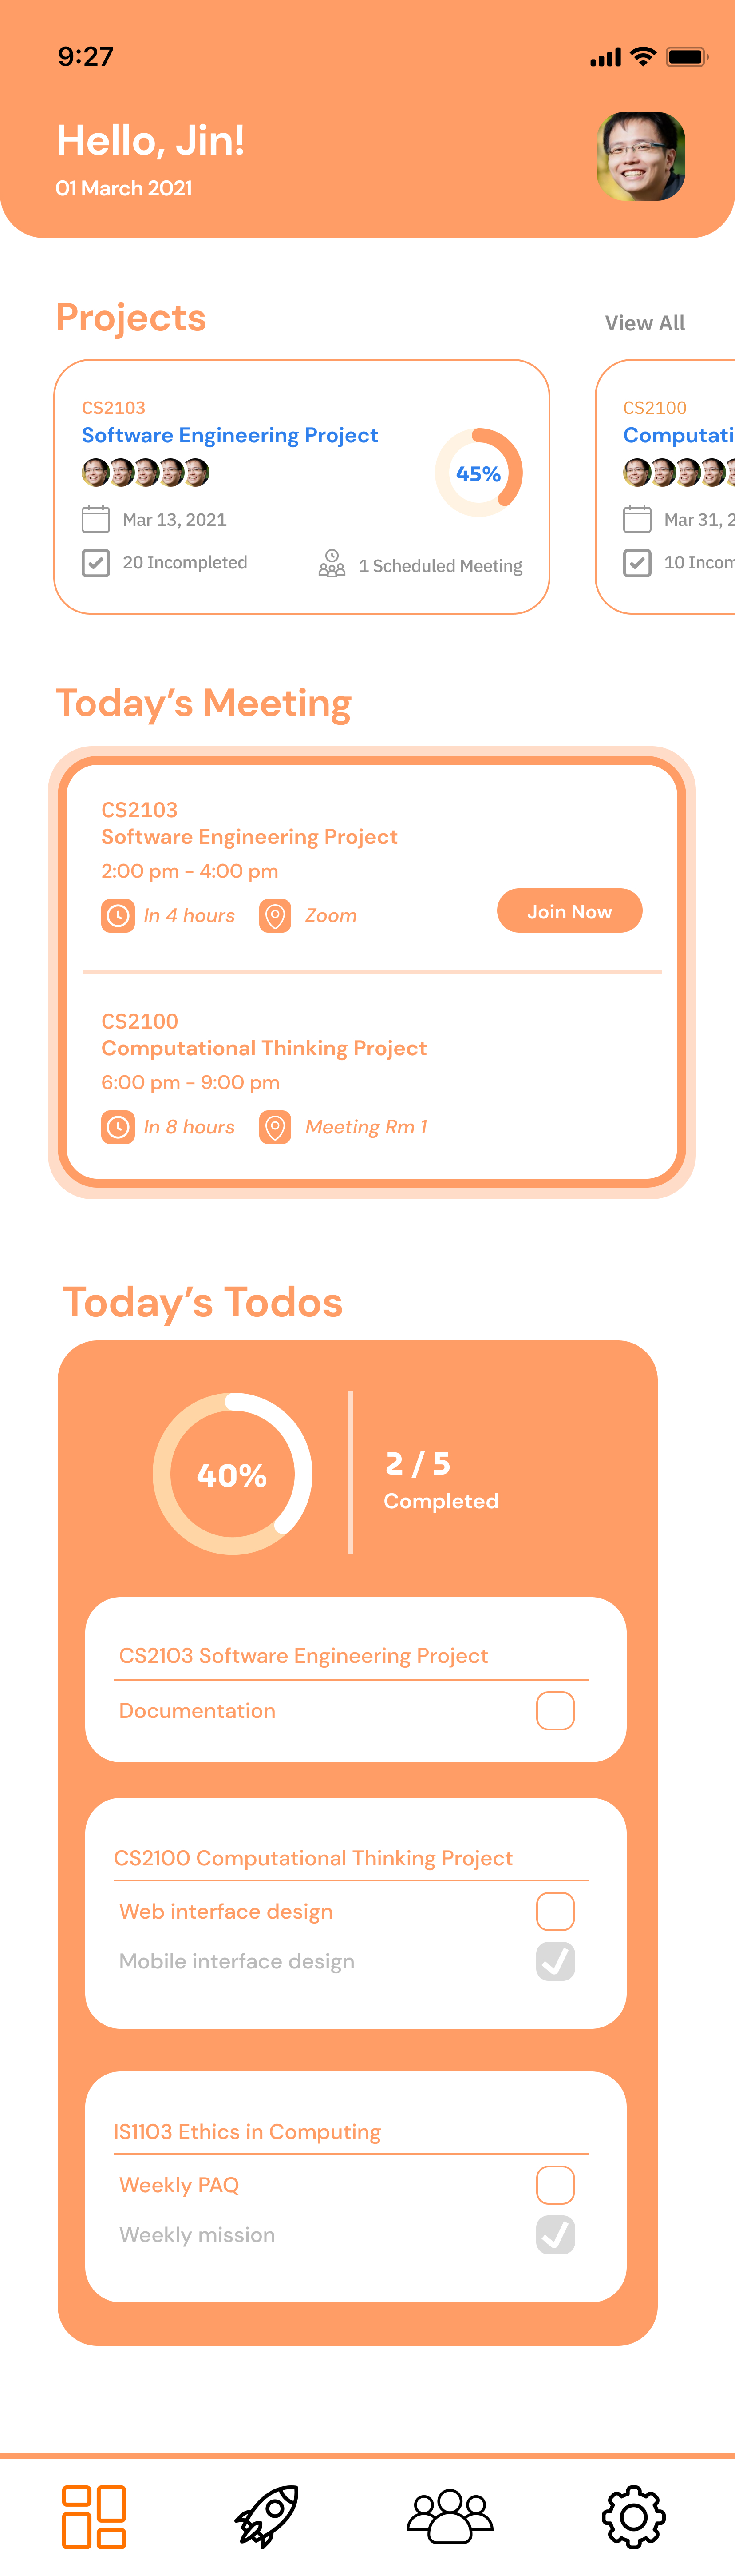 9:27
Hello, Jin!
01 March 2021
Projects
View All
CS2103
Software Engineering Project
45%
Mar 13, 2021
20 Incompleted
1 Scheduled Meeting
CS2100
Computati
Mar 31, 2
10 Incom
Today's Meeting
CS2103
Software Engineering Project
2:00 pm - 4:00 pm
In 4 hours
Zoom
Join Now
CS2100
Computational Thinking Project
6:00 pm - 9:00 pm
In 8 hours
Meeting Rm 1
Today's Todos
40%
2 / 5
Completed
CS2103 Software Engineering Project
Documentation
CS2100 Computational Thinking Project
Web interface design
Mobile interface design
IS1103 Ethics in Computing
Weekly PAQ
Weekly mission